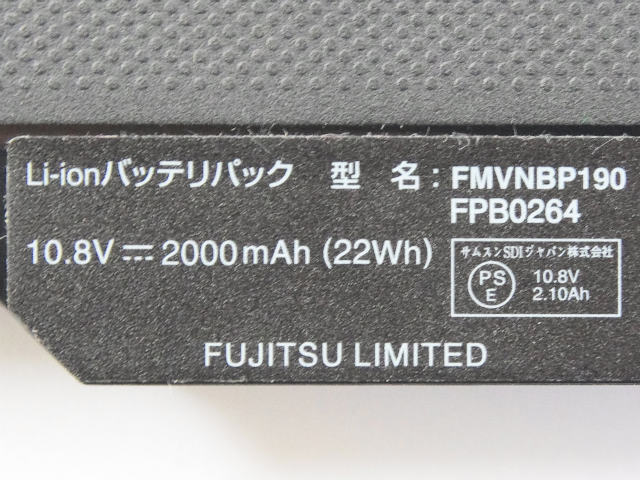 Li-ionバッテリパック 型 名：FMVNBP190
FPB0264
10.8V ⎓ 2000mAh (22Wh)
サムスンSDIジャパン株式会社
PS
E
10.8V
2.10Ah
FUJITSU LIMITED